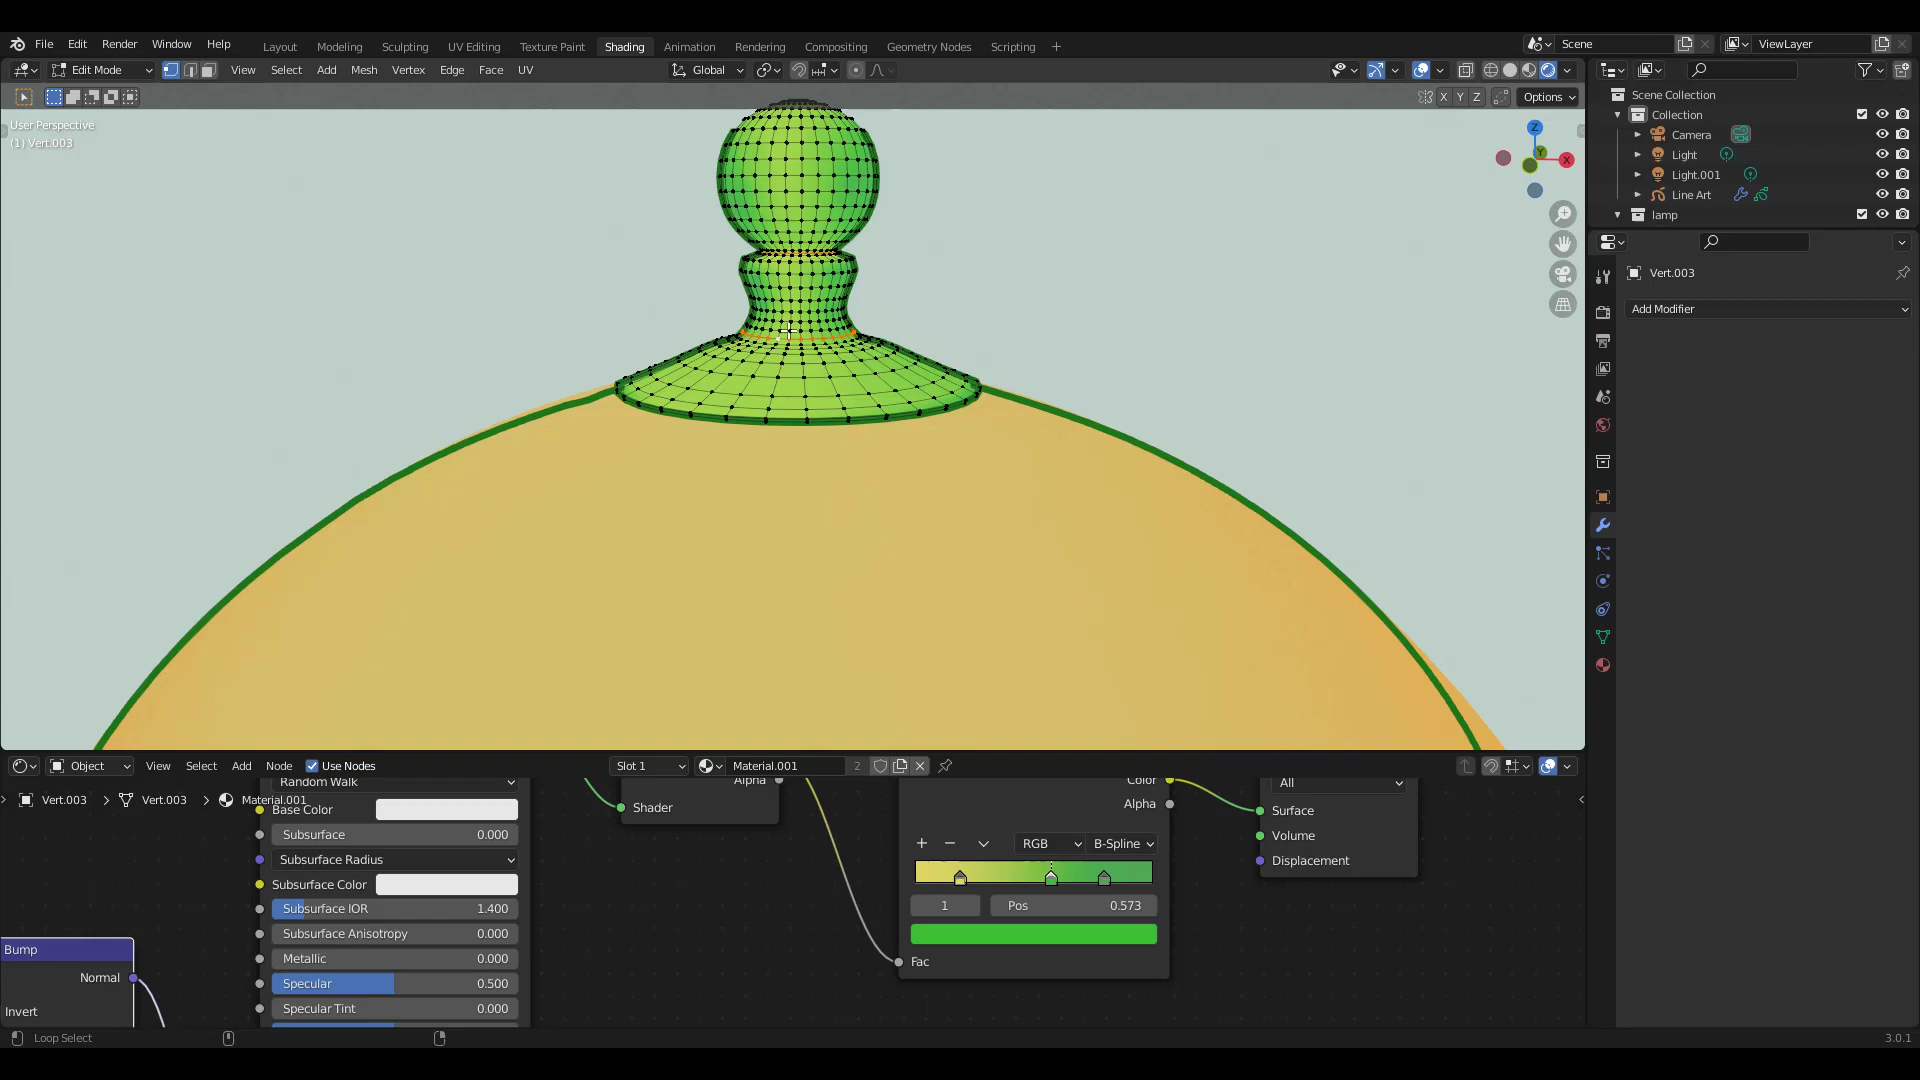 File Edit Render Window Help Layout Modeling Sculpting UV Editing Texture Paint Shading Animation Rendering Compositing Geometry Nodes Scripting + Scene ViewLayer
Edit Mode View Select Add Mesh Vertex Edge Face UV Global
X Y Z Options
User Perspective
(1) Vert.003
Z
Y
X
Scene Collection
Collection
Camera
Light
Light.001
Line Art
lamp
Vert.003
Add Modifier
Object View Select Add Node Use Nodes Slot 1 Material.001 2
Vert.003 Vert.003 Material.001
Random Walk
Base Color
Subsurface 0.000
Subsurface Radius
Subsurface Color
Subsurface IOR 1.400
Subsurface Anisotropy 0.000
Metallic 0.000
Specular 0.500
Specular Tint 0.000
Bump
Normal
Invert
Alpha
Shader
Color
Alpha
RGB B-Spline
1 Pos 0.573
Fac
All
Surface
Volume
Displacement
Loop Select
3.0.1